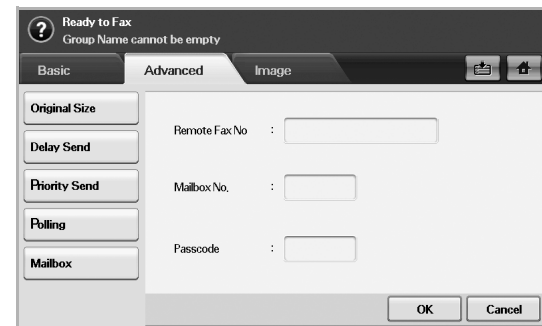 ?
Ready to Fax
Group Name cannot be empty
Basic
Advanced
Image
Original Size
Delay Send
Priority Send
Polling
Mailbox
Remote Fax No :
Mailbox No. :
Passcode :
OK
Cancel